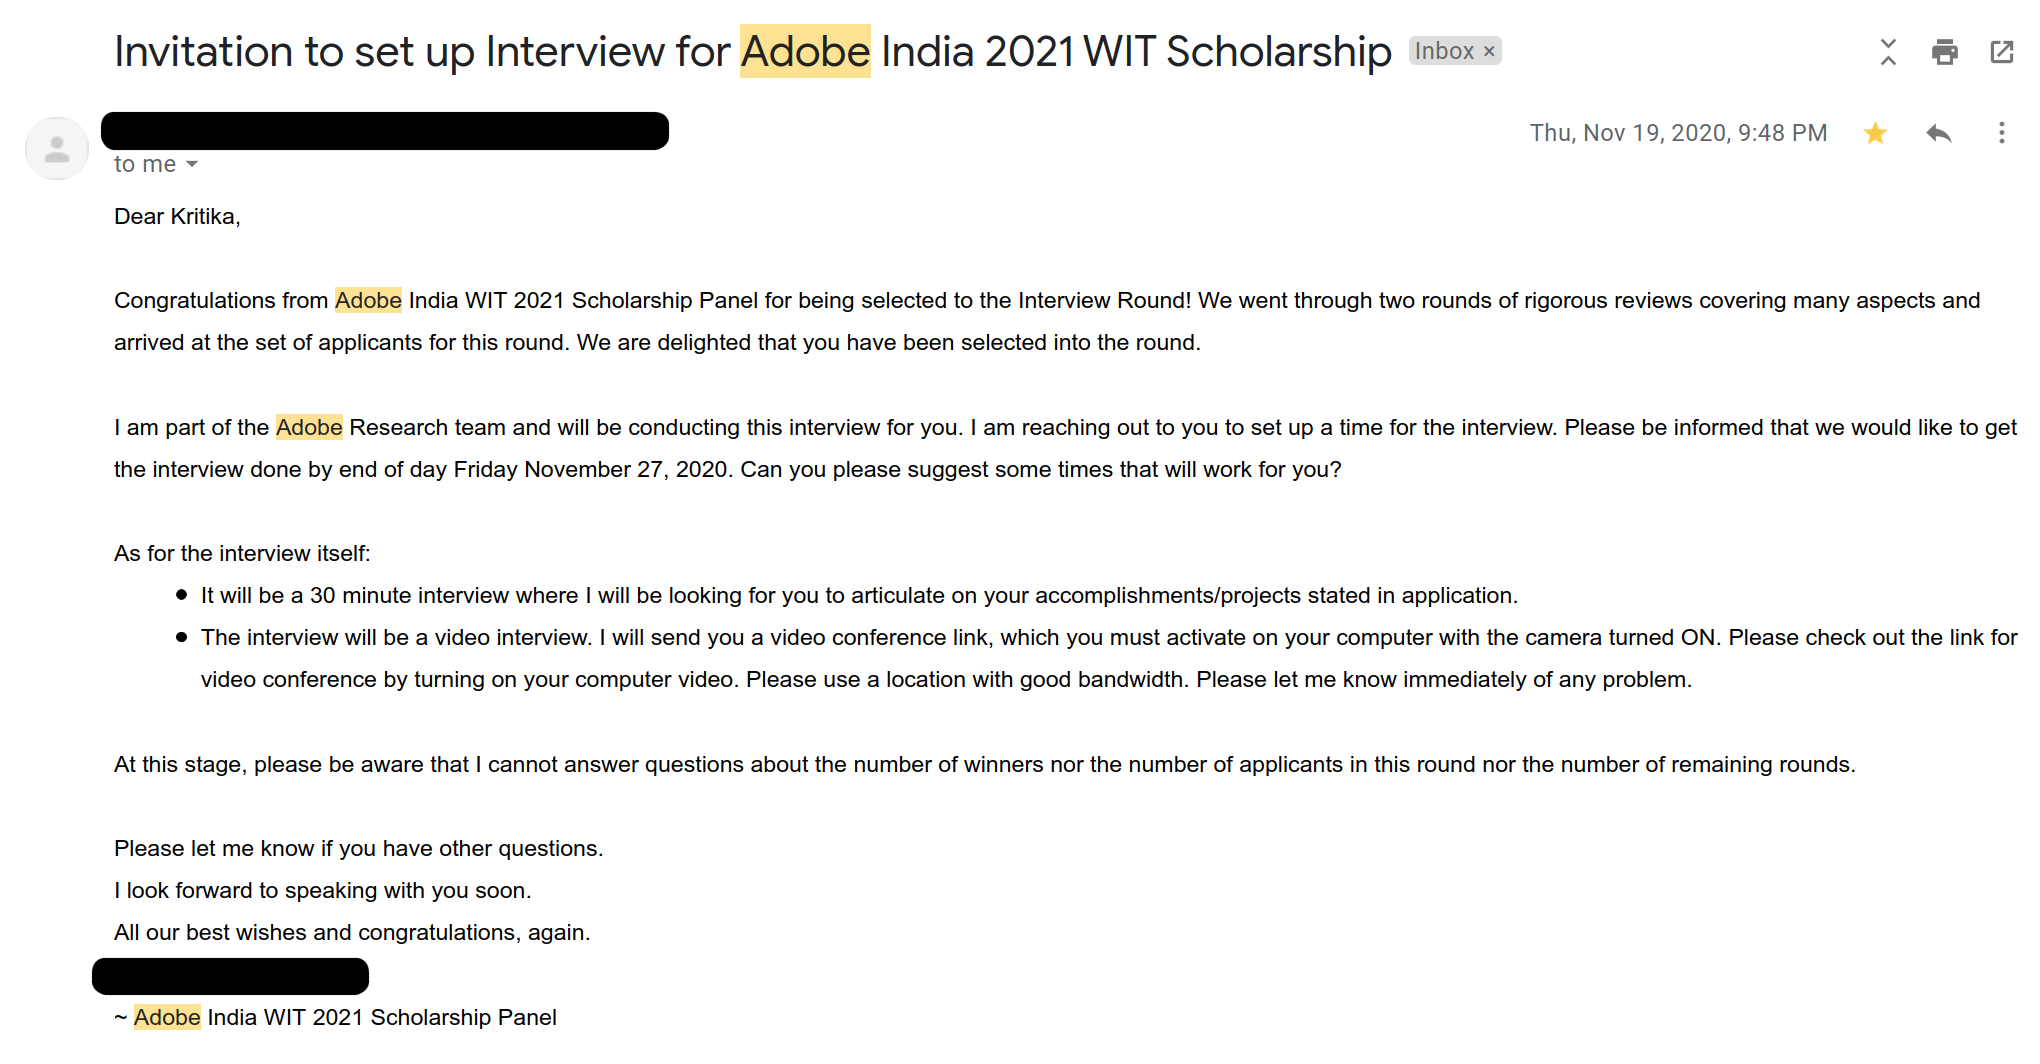 Invitation to set up Interview for Adobe India 2021 WIT Scholarship Inbox ×
Thu, Nov 19, 2020, 9:48 PM
to me
Dear Kritika,
Congratulations from Adobe India WIT 2021 Scholarship Panel for being selected to the Interview Round! We went through two rounds of rigorous reviews covering many aspects and
arrived at the set of applicants for this round. We are delighted that you have been selected into the round.
I am part of the Adobe Research team and will be conducting this interview for you. I am reaching out to you to set up a time for the interview. Please be informed that we would like to get
the interview done by end of day Friday November 27, 2020. Can you please suggest some times that will work for you?
As for the interview itself:
● It will be a 30 minute interview where I will be looking for you to articulate on your accomplishments/projects stated in application.
● The interview will be a video interview. I will send you a video conference link, which you must activate on your computer with the camera turned ON. Please check out the link for
video conference by turning on your computer video. Please use a location with good bandwidth. Please let me know immediately of any problem.
At this stage, please be aware that I cannot answer questions about the number of winners nor the number of applicants in this round nor the number of remaining rounds.
Please let me know if you have other questions.
I look forward to speaking with you soon.
All our best wishes and congratulations, again.
~ Adobe India WIT 2021 Scholarship Panel